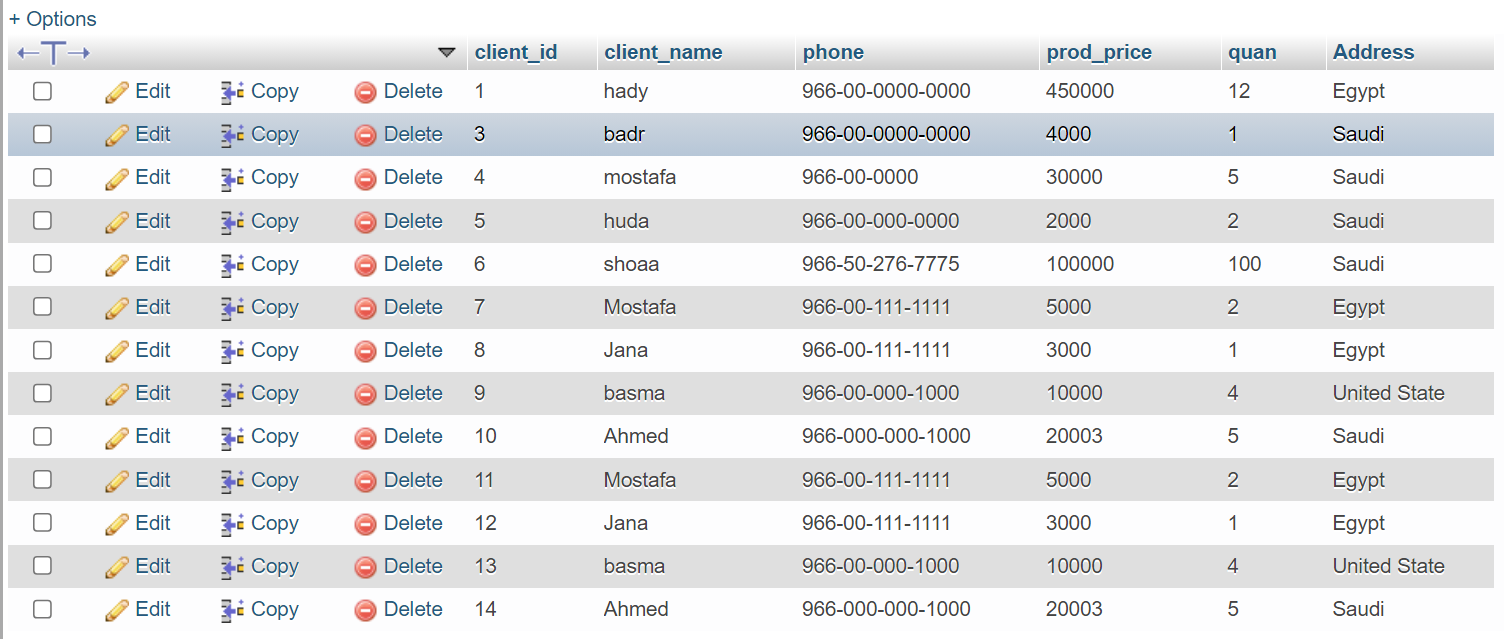 + Options
←T→ client_id client_name phone prod_price quan Address
Edit Copy Delete 1 hady 966-00-0000-0000 450000 12 Egypt
Edit Copy Delete 3 badr 966-00-0000-0000 4000 1 Saudi
Edit Copy Delete 4 mostafa 966-00-0000 30000 5 Saudi
Edit Copy Delete 5 huda 966-00-000-0000 2000 2 Saudi
Edit Copy Delete 6 shoaa 966-50-276-7775 100000 100 Saudi
Edit Copy Delete 7 Mostafa 966-00-111-1111 5000 2 Egypt
Edit Copy Delete 8 Jana 966-00-111-1111 3000 1 Egypt
Edit Copy Delete 9 basma 966-00-000-1000 10000 4 United State
Edit Copy Delete 10 Ahmed 966-000-000-1000 20003 5 Saudi
Edit Copy Delete 11 Mostafa 966-00-111-1111 5000 2 Egypt
Edit Copy Delete 12 Jana 966-00-111-1111 3000 1 Egypt
Edit Copy Delete 13 basma 966-00-000-1000 10000 4 United State
Edit Copy Delete 14 Ahmed 966-000-000-1000 20003 5 Saudi